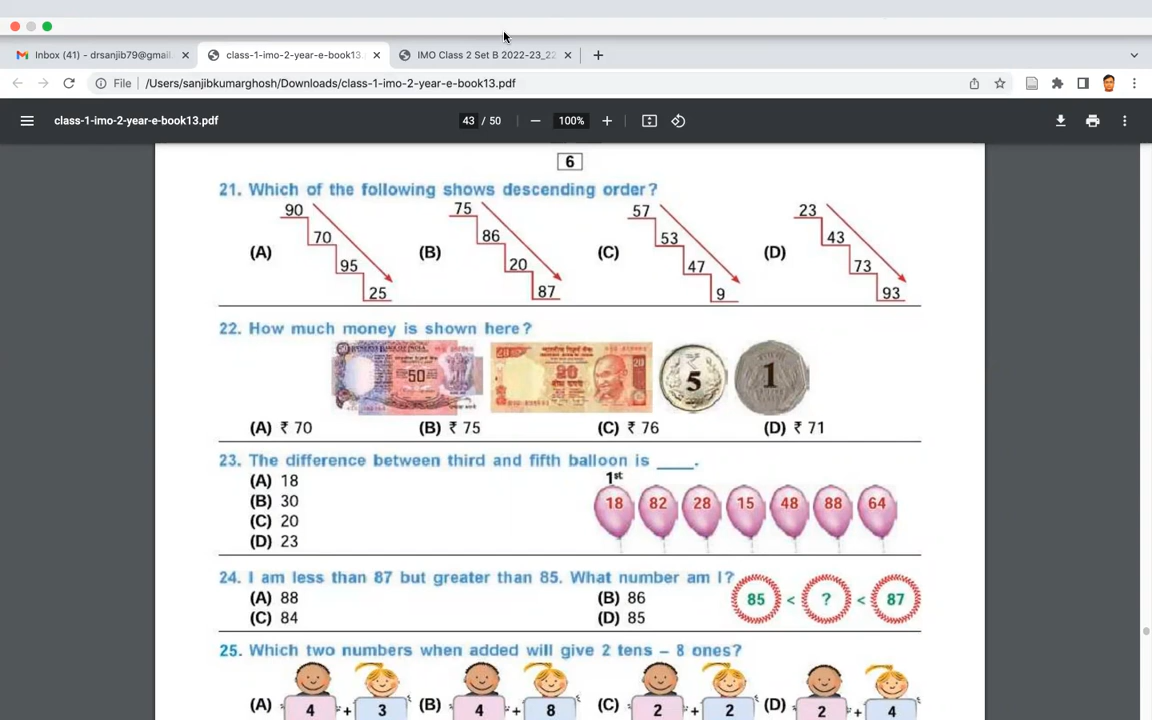 Inbox (41) - drsanjib79@gmail.
class-1-imo-2-year-e-book13.
IMO Class 2 Set B 2022-23_22
File
/Users/sanjibkumarghosh/Downloads/class-1-imo-2-year-e-book13.pdf
class-1-imo-2-year-e-book13.pdf
43 / 50
100%
6
21. Which of the following shows descending order?
(A) 90 70 95 25
(B) 75 86 20 87
(C) 57 53 47 9
(D) 23 43 73 93
22. How much money is shown here?
50
20
20
20
5
1
(A) ₹ 70 (B) ₹ 75 (C) ₹ 76 (D) ₹ 71
23. The difference between third and fifth balloon is ____.
(A) 18
(B) 30
(C) 20
(D) 23
1st
18 82 28 15 48 88 64
24. I am less than 87 but greater than 85. What number am I?
(A) 88 (B) 86
(C) 84 (D) 85
85 < ? < 87
25. Which two numbers when added will give 2 tens – 8 ones?
(A) 4 + 3 (B) 4 + 8 (C) 2 + 2 (D) 2 + 4